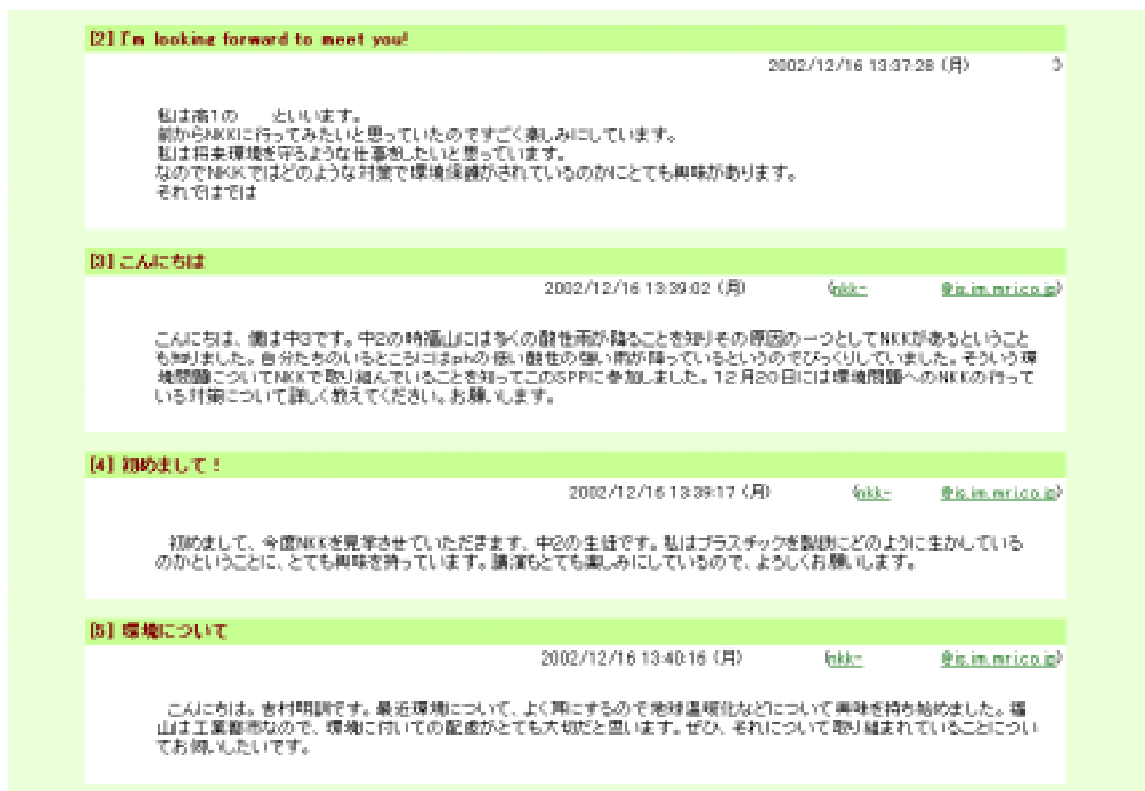 [2] I'm looking forward to meet you!
2002/12/16 13:37:28 (月) )
私は高1の といいます。
前からNKKに行ってみたいと思っていたのですごく楽しみにしています。
私は将来環境を守るような仕事をしたいと思っています。
なのでNKKではどのような対策で環境保護がされているのかにとても興味があります。
それではでは
[3] こんにちは
2002/12/16 13:39:02 (月) (nkk- @is.im.mri.co.jp)
こんにちは、僕は中3です。中2の時福山には多くの酸性雨が降ることを知りその原因の一つとしてNKKがあるということ
も知りました。自分たちのいるところにはphの低い酸性の強い雨が降っているというのでびっくりしていました。そういう環
境問題についてNKKで取り組んでいることを知ってこのSPPに参加しました。12月20日には環境問題へのNKKの行って
いる対策について詳しく教えてください。お願いします。
[4] 初めまして!
2002/12/16 13:39:17 (月) (nkk- @is.im.mri.co.jp)
初めまして、今度NKKを見学させていただきます、中2の生徒です。私はプラスチックを製鉄にどのように生かしている
のかということに、とても興味を持っています。講演もとても楽しみにしているので、よろしくお願いします。
[5] 環境について
2002/12/16 13:40:16 (月) (nkk- @is.im.mri.co.jp)
こんにちは。 です。最近環境について、よく耳にするので地球温暖化などについて興味を持ち始めました。福
山は工業都市なので、環境に付いての配慮がとても大切だと思います。ぜひ、それについて取り組まれていることについ
てお伺いしたいです。